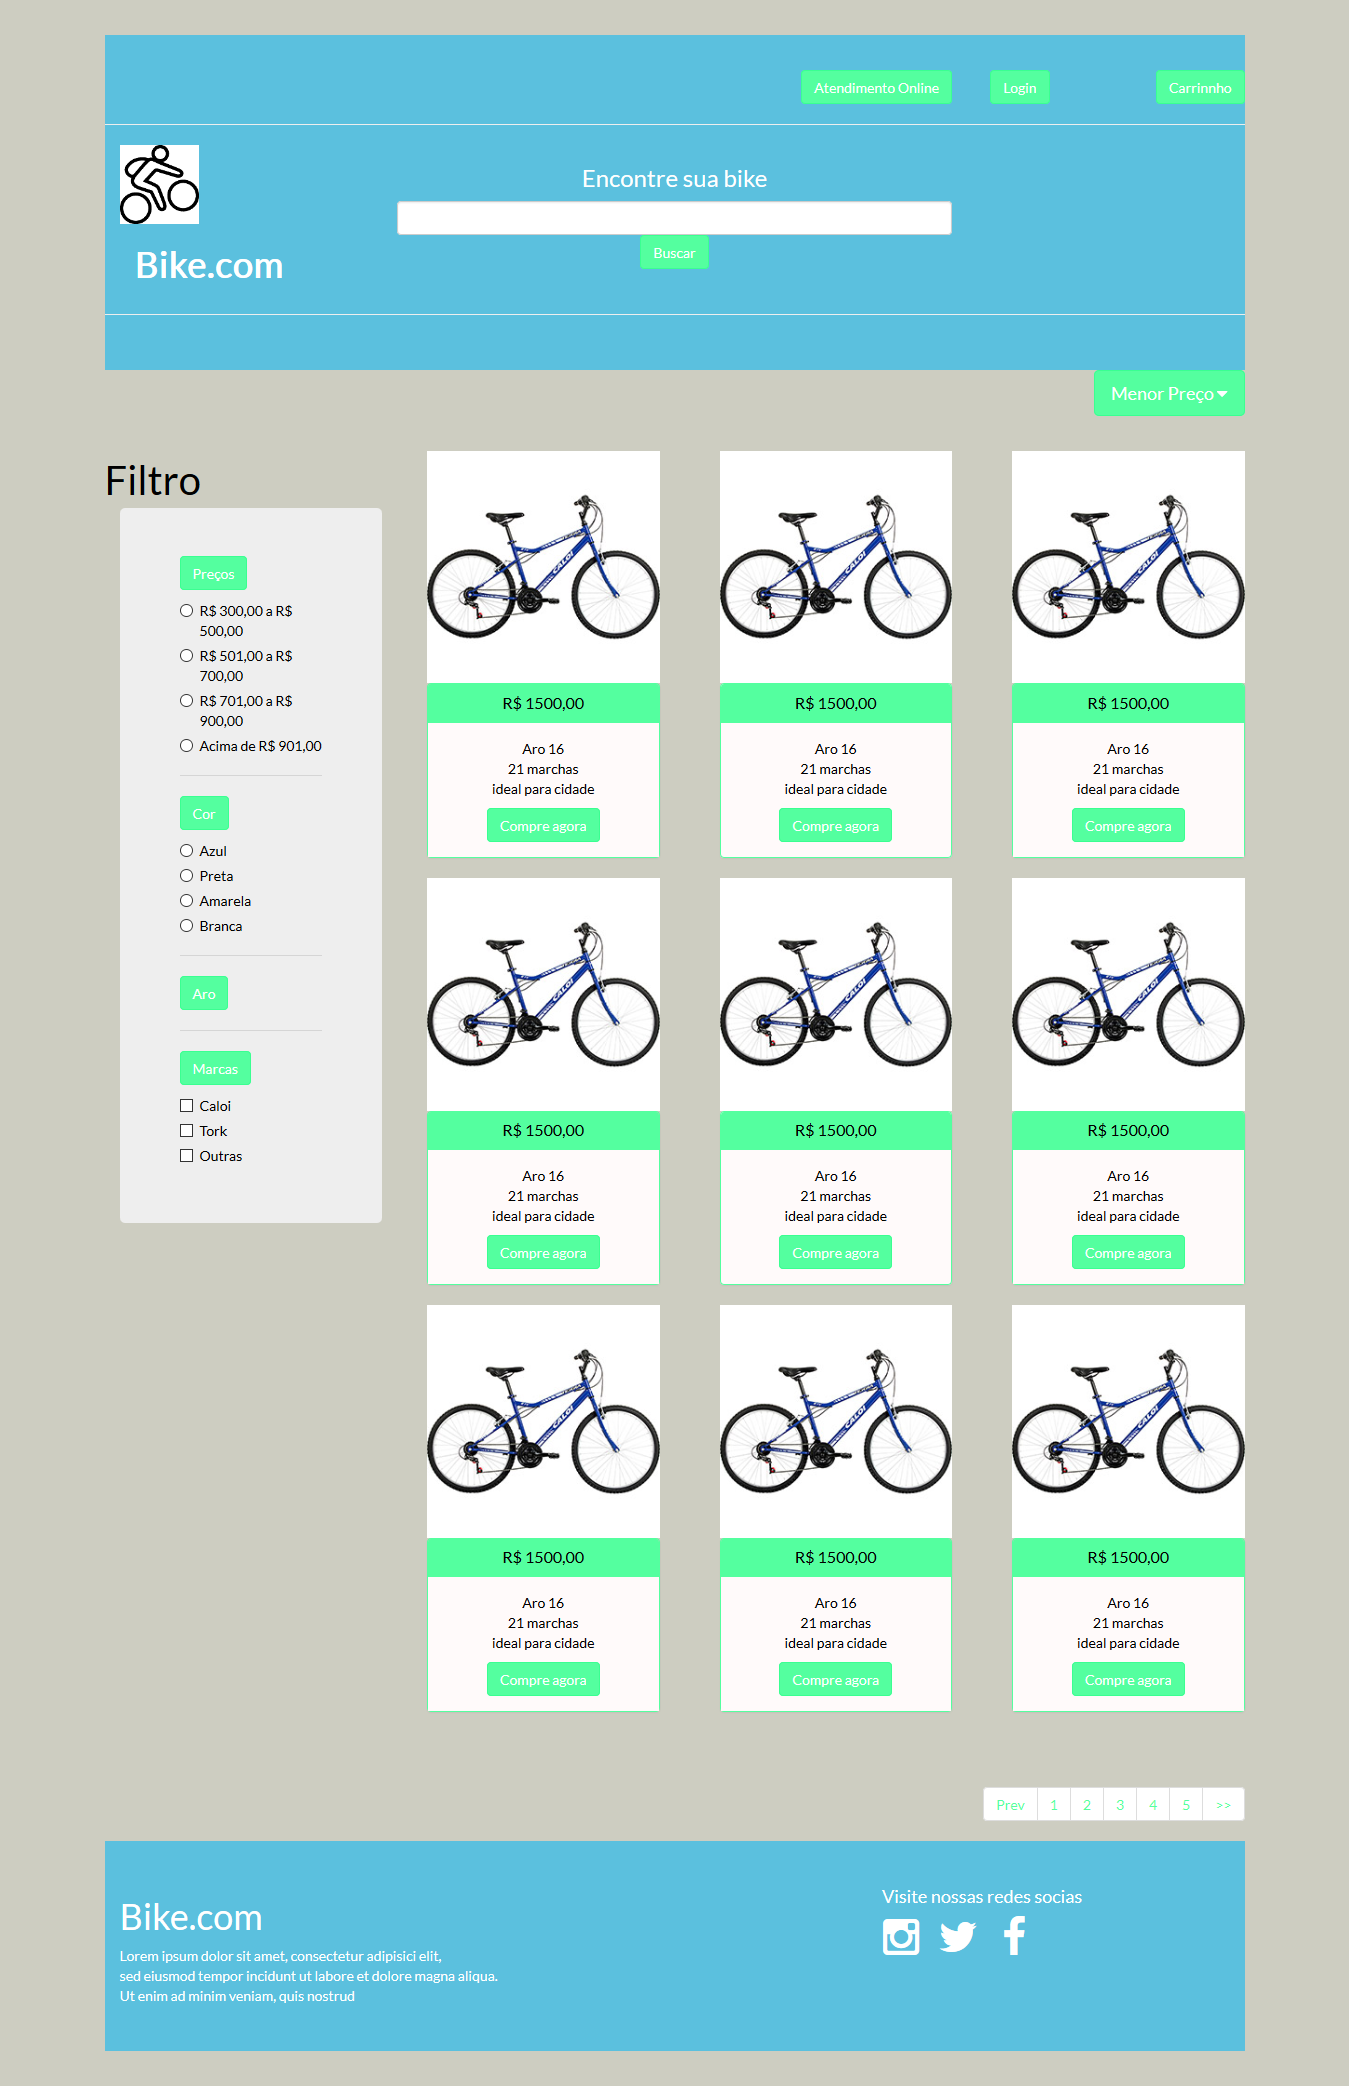 Atendimento Online
Login
Carrinnho
Encontre sua bike
Buscar
Bike.com
Menor Preço
Filtro
Preços
R$ 300,00 a R$
500,00
R$ 501,00 a R$
700,00
R$ 701,00 a R$
900,00
Acima de R$ 901,00
Cor
Azul
Preta
Amarela
Branca
Aro
Marcas
Caloi
Tork
Outras
CALOI
R$ 1500,00
Aro 16
21 marchas
ideal para cidade
Compre agora
CALOI
R$ 1500,00
Aro 16
21 marchas
ideal para cidade
Compre agora
CALOI
R$ 1500,00
Aro 16
21 marchas
ideal para cidade
Compre agora
CALOI
R$ 1500,00
Aro 16
21 marchas
ideal para cidade
Compre agora
CALOI
R$ 1500,00
Aro 16
21 marchas
ideal para cidade
Compre agora
CALOI
R$ 1500,00
Aro 16
21 marchas
ideal para cidade
Compre agora
CALOI
R$ 1500,00
Aro 16
21 marchas
ideal para cidade
Compre agora
CALOI
R$ 1500,00
Aro 16
21 marchas
ideal para cidade
Compre agora
CALOI
R$ 1500,00
Aro 16
21 marchas
ideal para cidade
Compre agora
Prev 1 2 3 4 5 >>
Bike.com
Lorem ipsum dolor sit amet, consectetur adipisici elit,
sed eiusmod tempor incidunt ut labore et dolore magna aliqua.
Ut enim ad minim veniam, quis nostrud
Visite nossas redes socias